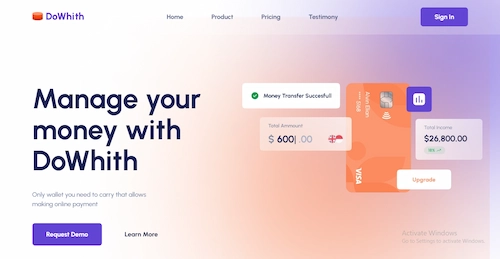 DoWhith
Home
Product
Pricing
Testimony
Sign In
Manage your
money with
DoWhith
Only wallet you need to carry that allows
making online payment
Request Demo
Learn More
Money Transfer Succesfull
Total Ammount
$ 600| .00
VISA
Total Income
$26,800.00
Upgrade
Activate Windows
Go to Settings to activate Windows.